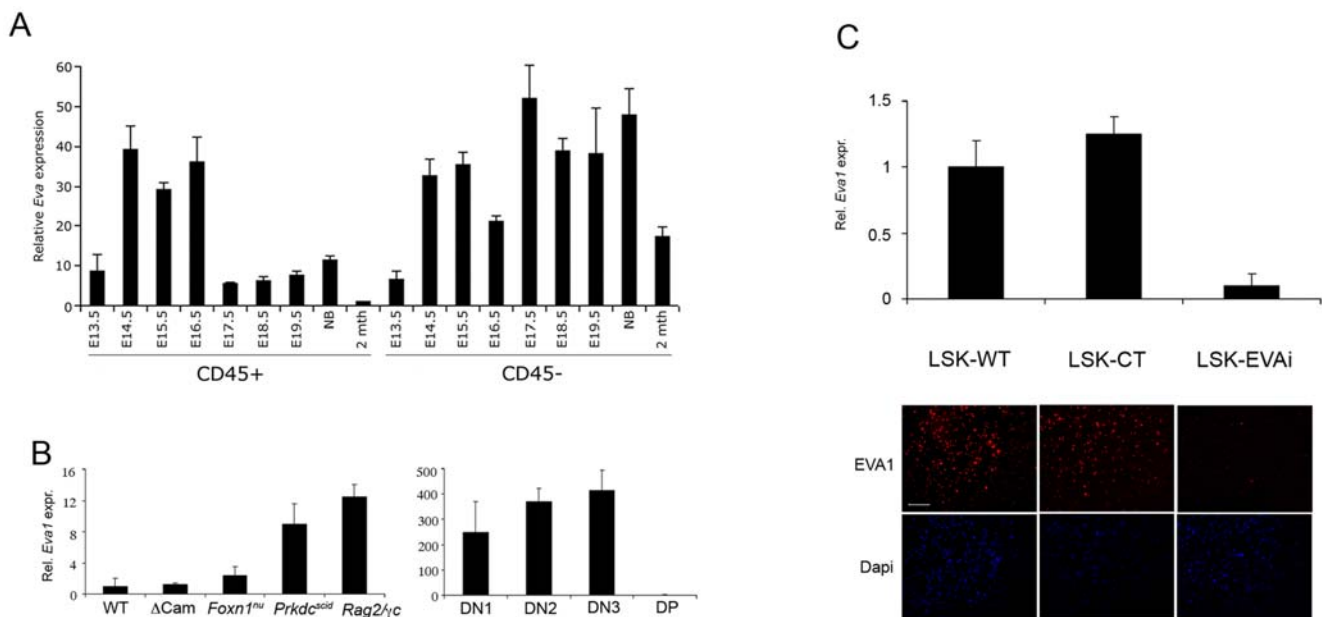 A
Relative Eva expression
60
50
40
30
20
10
0
E13.5
E14.5
E15.5
E16.5
E17.5
E18.5
E19.5
NB
2 mth
E13.5
E14.5
E15.5
E16.5
E17.5
E18.5
E19.5
NB
2 mth
CD45+
CD45-
B
Rel. Eva1 expr.
16
12
8
4
0
WT
ΔCam
Foxn1nu
Prkdcscid
Rag2/γc
500
400
300
200
100
0
DN1
DN2
DN3
DP
C
Rel. Eva1 expr.
1.5
1
0.5
0
LSK-WT
LSK-CT
LSK-EVAi
EVA1
Dapi